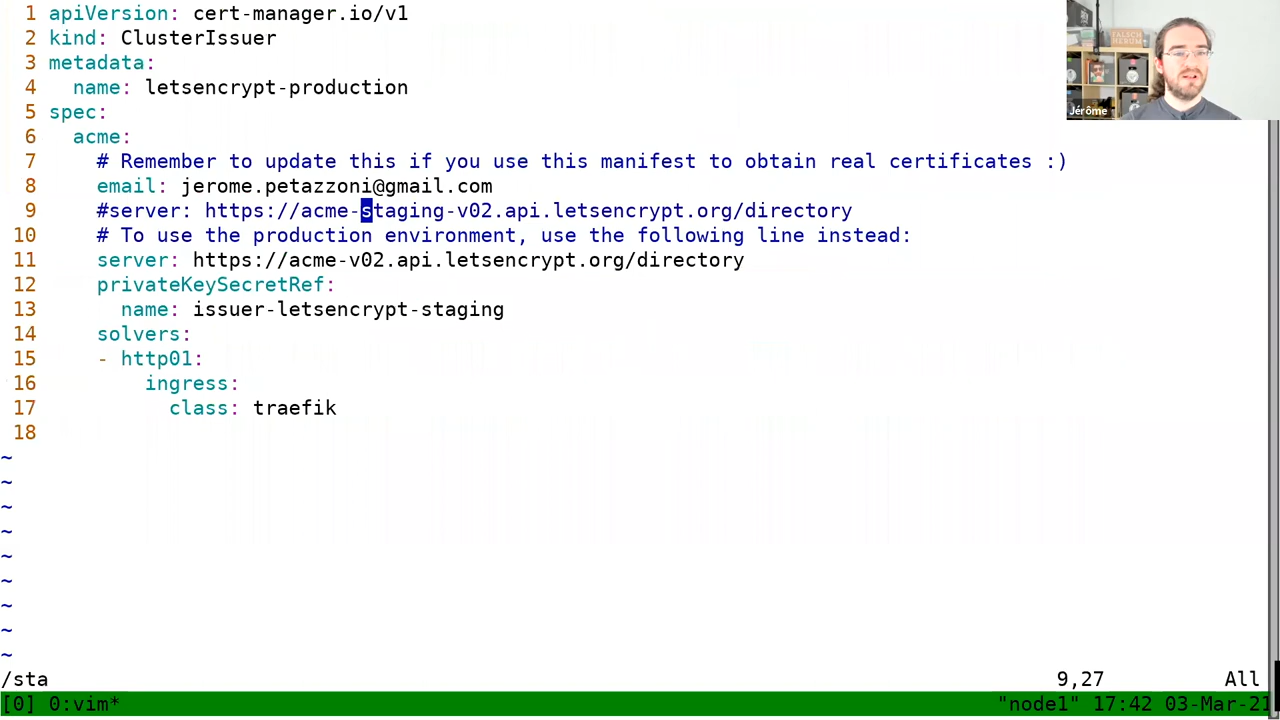 1 apiVersion: cert-manager.io/v1
2 kind: ClusterIssuer
3 metadata:
4   name: letsencrypt-production
5 spec:
6   acme:
7     # Remember to update this if you use this manifest to obtain real certificates :)
8     email: jerome.petazzoni@gmail.com
9     #server: https://acme-staging-v02.api.letsencrypt.org/directory
10     # To use the production environment, use the following line instead:
11     server: https://acme-v02.api.letsencrypt.org/directory
12     privateKeySecretRef:
13       name: issuer-letsencrypt-staging
14     solvers:
15     - http01:
16         ingress:
17           class: traefik
18
~
~
~
~
~
~
~
~
~
/sta 9,27 All
[0] 0:vim* "node1" 17:42 03-Mar-21
FALSCH
HERUM
Jérôme